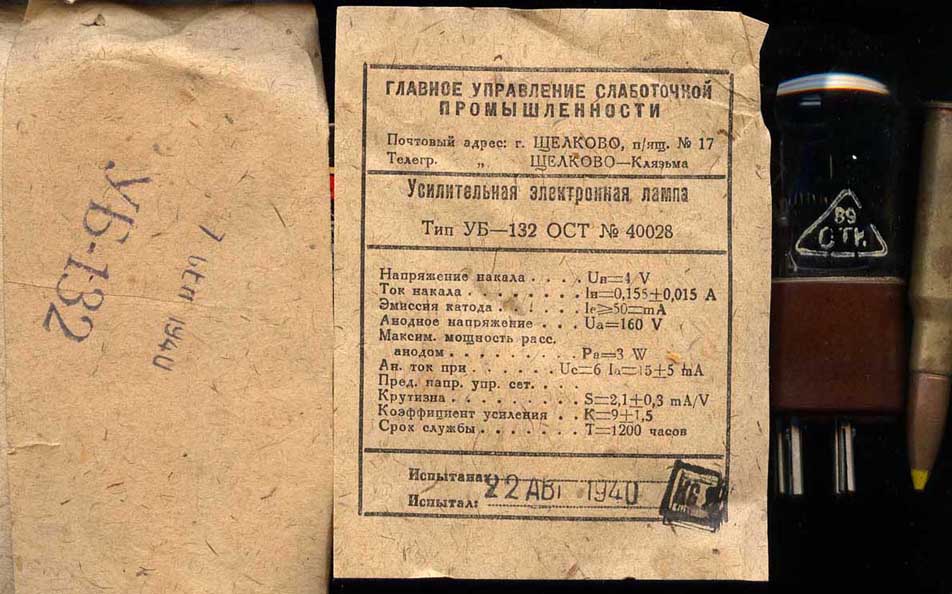 УБ-132
7 СЕН 1940
ГЛАВНОЕ УПРАВЛЕНИЕ СЛАБОТОЧНОЙ
ПРОМЫШЛЕННОСТИ
Почтовый адрес: г. ЩЕЛКОВО, п/ящ. № 17
Телегр. „ ЩЕЛКОВО—Клязьма
Усилительная электронная лампа
Тип УБ—132 ОСТ № 40028
Напряжение накала . . . . Uн=4 V
Ток накала . . . . . . . . . Iн=0,155±0,015 A
Эмиссия катода . . . . . . Ie⩾50=mA
Анодное напряжение . . . Ua=160 V
Максим. мощность расс.
анодом . . . . . . . . . Pa=3 W
Ан. ток при . . . . . . Uc=6 Ia=15±5 mA
Пред. напр. упр. сет. . . .
Крутизна . . . . . . . . . S=2,1±0,3 mA/V
Коэффициент усиления . . K=9±1,5
Срок службы . . . . . . . T=1200 часов
Испытана:
22 АВГ 1940
Испытал:
89
ОТК